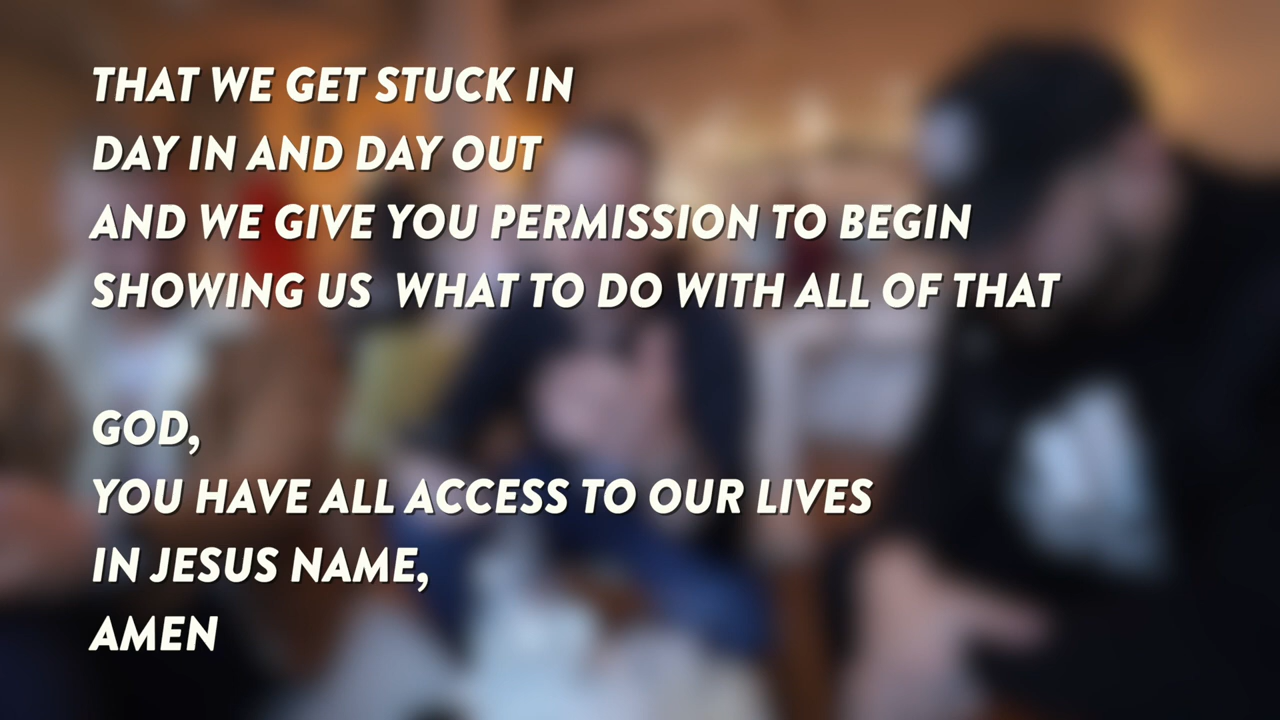 THAT WE GET STUCK IN
DAY IN AND DAY OUT
AND WE GIVE YOU PERMISSION TO BEGIN
SHOWING US  WHAT TO DO WITH ALL OF THAT
GOD,
YOU HAVE ALL ACCESS TO OUR LIVES
IN JESUS NAME,
AMEN